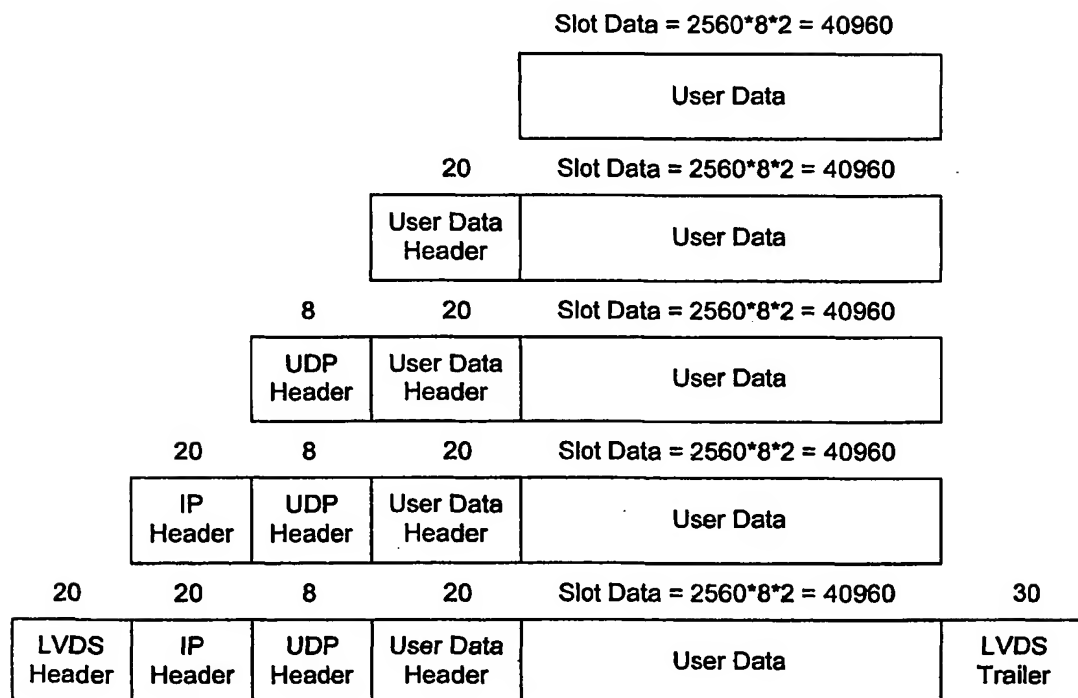 Slot Data = 2560*8*2 = 40960
User Data
20 Slot Data = 2560*8*2 = 40960
User Data Header User Data
8 20 Slot Data = 2560*8*2 = 40960
UDP Header User Data Header User Data
20 8 20 Slot Data = 2560*8*2 = 40960
IP Header UDP Header User Data Header User Data
20 20 8 20 Slot Data = 2560*8*2 = 40960 30
LVDS Header IP Header UDP Header User Data Header User Data LVDS Trailer